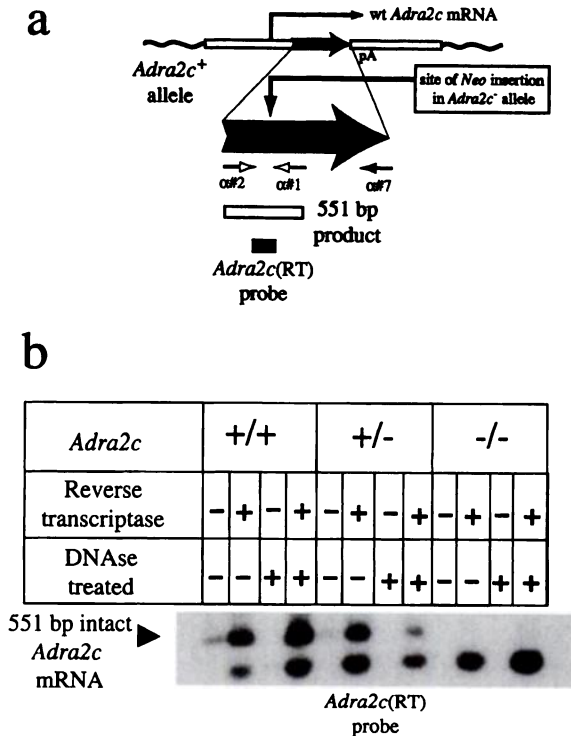 a
wt Adra2c mRNA
pA
Adra2c+
allele
site of Neo insertion
in Adra2c- allele
α#2
α#1
α#7
551 bp
product
Adra2c(RT)
probe
b
Adra2c +/+ +/- -/-
Reverse
transcriptase - + - + - + - + - + - +
DNAse
treated - - + + - - + + - - + +
551 bp intact
Adra2c
mRNA
Adra2c(RT)
probe